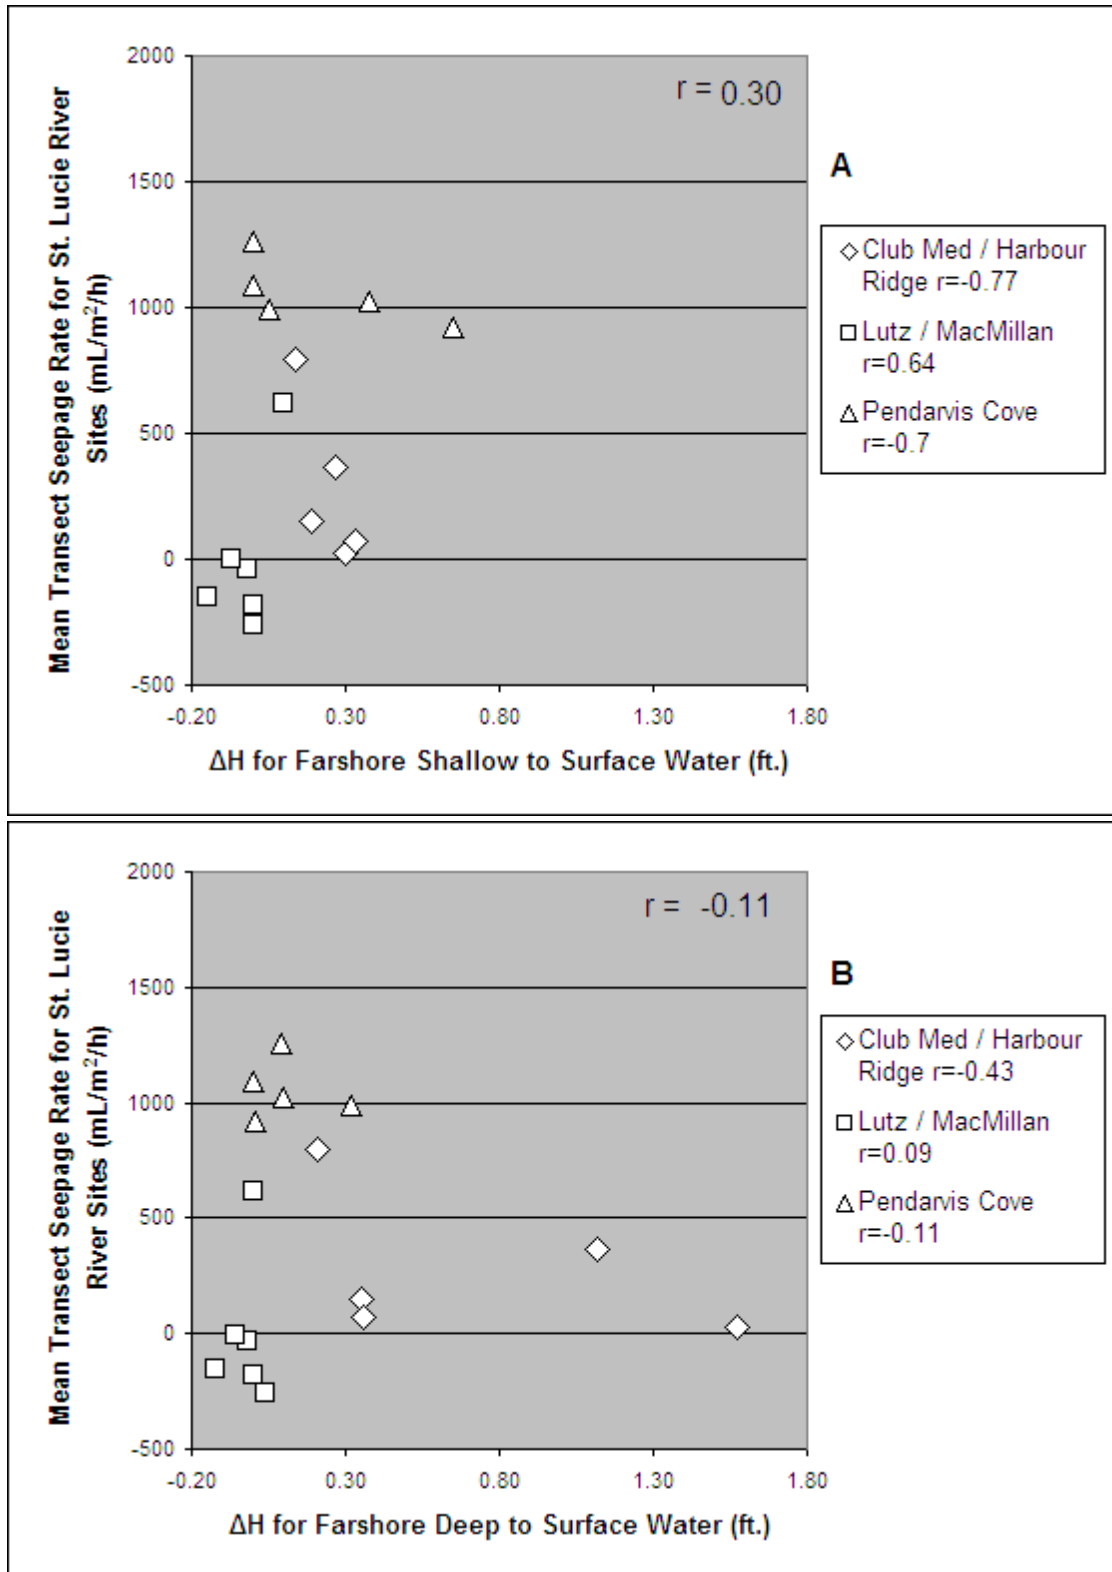 2000
1500
1000
500
0
-500
-0.20
0.30
0.80
1.30
1.80
Mean Transect Seepage Rate for St. Lucie River
Sites (mL/m²/h)
ΔH for Farshore Shallow to Surface Water (ft.)
r = 0.30
A
Club Med / Harbour
Ridge r=-0.77
Lutz / MacMillan
r=0.64
Pendarvis Cove
r=-0.7
2000
1500
1000
500
0
-500
-0.20
0.30
0.80
1.30
1.80
Mean Transect Seepage Rate for St. Lucie
River Sites (mL/m²/h)
ΔH for Farshore Deep to Surface Water (ft.)
r = -0.11
B
Club Med / Harbour
Ridge r=-0.43
Lutz / MacMillan
r=0.09
Pendarvis Cove
r=-0.11